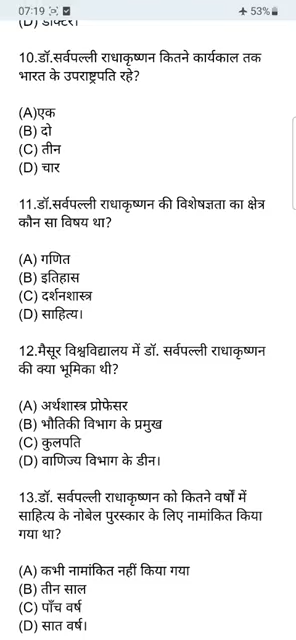 07:19
53%
(D) डॉक्टर।
10.डॉ.सर्वपल्ली राधाकृष्णन कितने कार्यकाल तक
भारत के उपराष्ट्रपति रहे?
(A)एक
(B) दो
(C) तीन
(D) चार
11.डॉ.सर्वपल्ली राधाकृष्णन की विशेषज्ञता का क्षेत्र
कौन सा विषय था?
(A) गणित
(B) इतिहास
(C) दर्शनशास्त्र
(D) साहित्य।
12.मैसूर विश्वविद्यालय में डॉ. सर्वपल्ली राधाकृष्णन
की क्या भूमिका थी?
(A) अर्थशास्त्र प्रोफेसर
(B) भौतिकी विभाग के प्रमुख
(C) कुलपति
(D) वाणिज्य विभाग के डीन।
13.डॉ. सर्वपल्ली राधाकृष्णन को कितने वर्षों में
साहित्य के नोबेल पुरस्कार के लिए नामांकित किया
गया था?
(A) कभी नामांकित नहीं किया गया
(B) तीन साल
(C) पाँच वर्ष
(D) सात वर्ष।